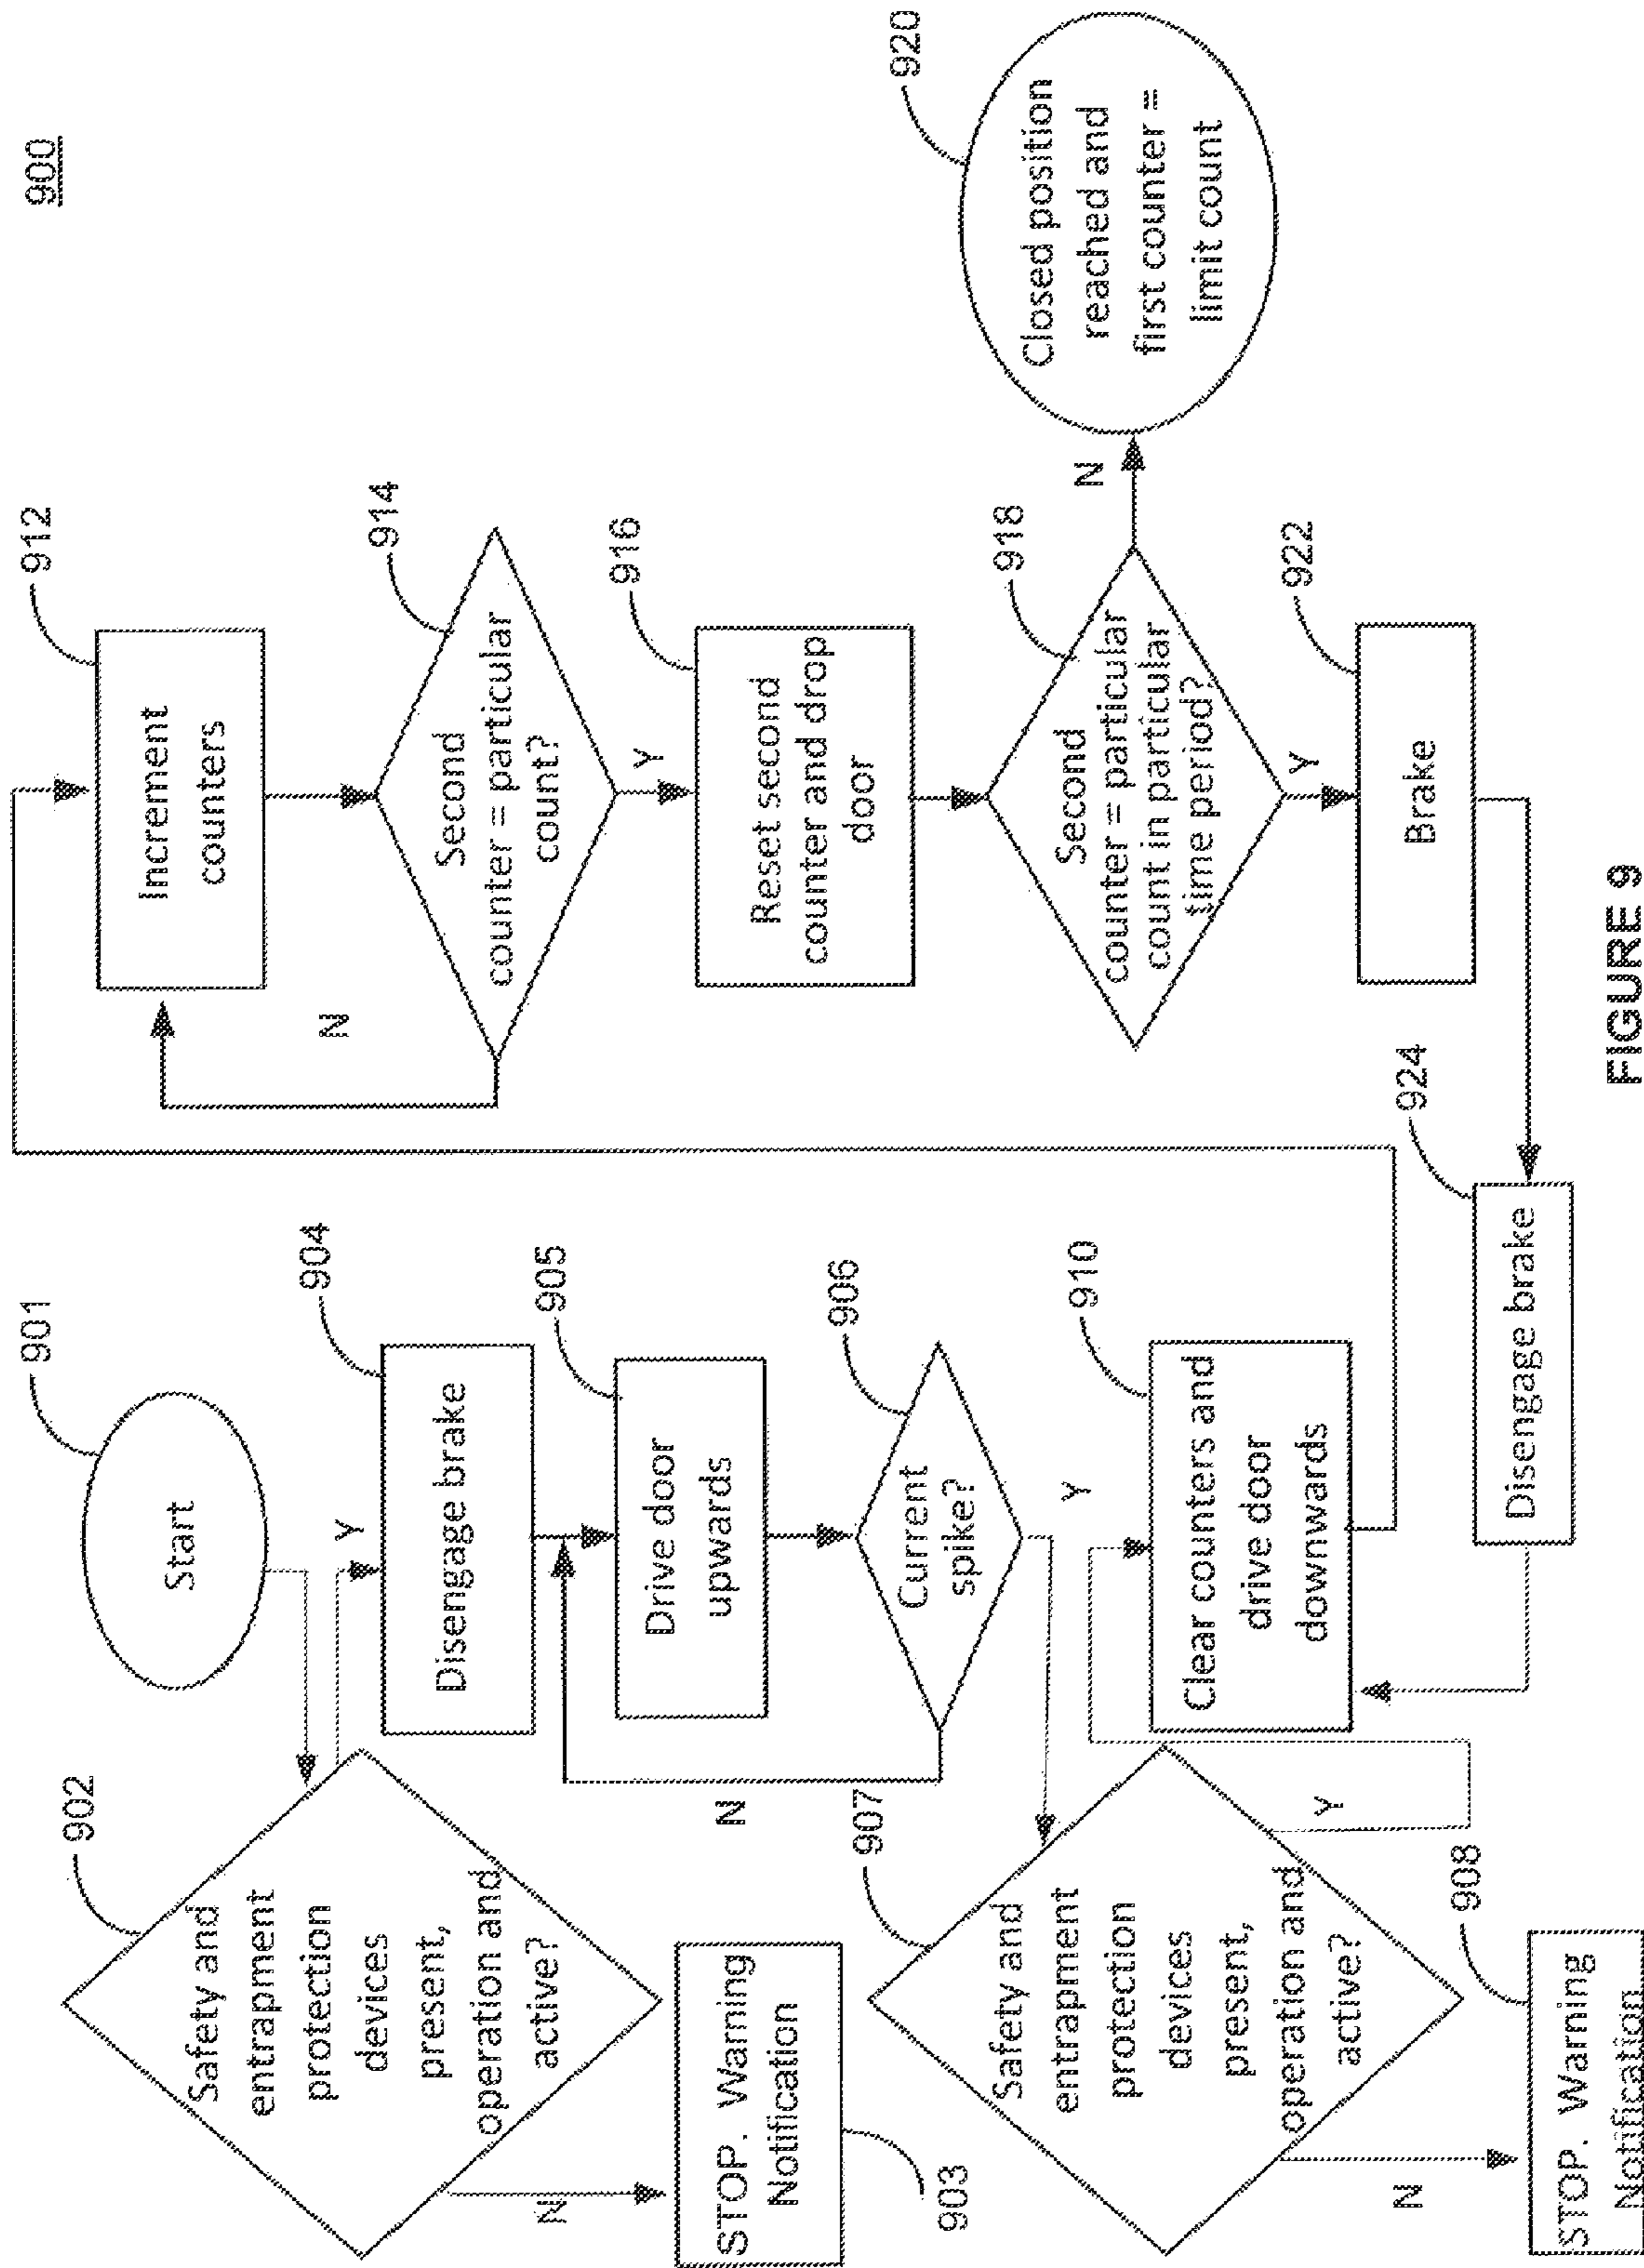 900
901
Start
902
Safety and
entrapment
protection
devices
present,
operation and
active?
Y
N
STOP. Warning
Notification
903
904
Disengage brake
905
Drive door
upwards
906
Current
spike?
N
Y
907
Safety and
entrapment
protection
devices
present,
operation and
active?
Y
N
908
STOP. Warning
Notification
910
Clear counters and
drive door
downwards
912
Increment
counters
914
Second
counter = particular
count?
N
Y
916
Reset second
counter and drop
door
918
Second
counter = particular
count in particular
time period?
N
Y
920
Closed position
reached and
first counter =
limit count
922
Brake
924
Disengage brake
FIGURE 9